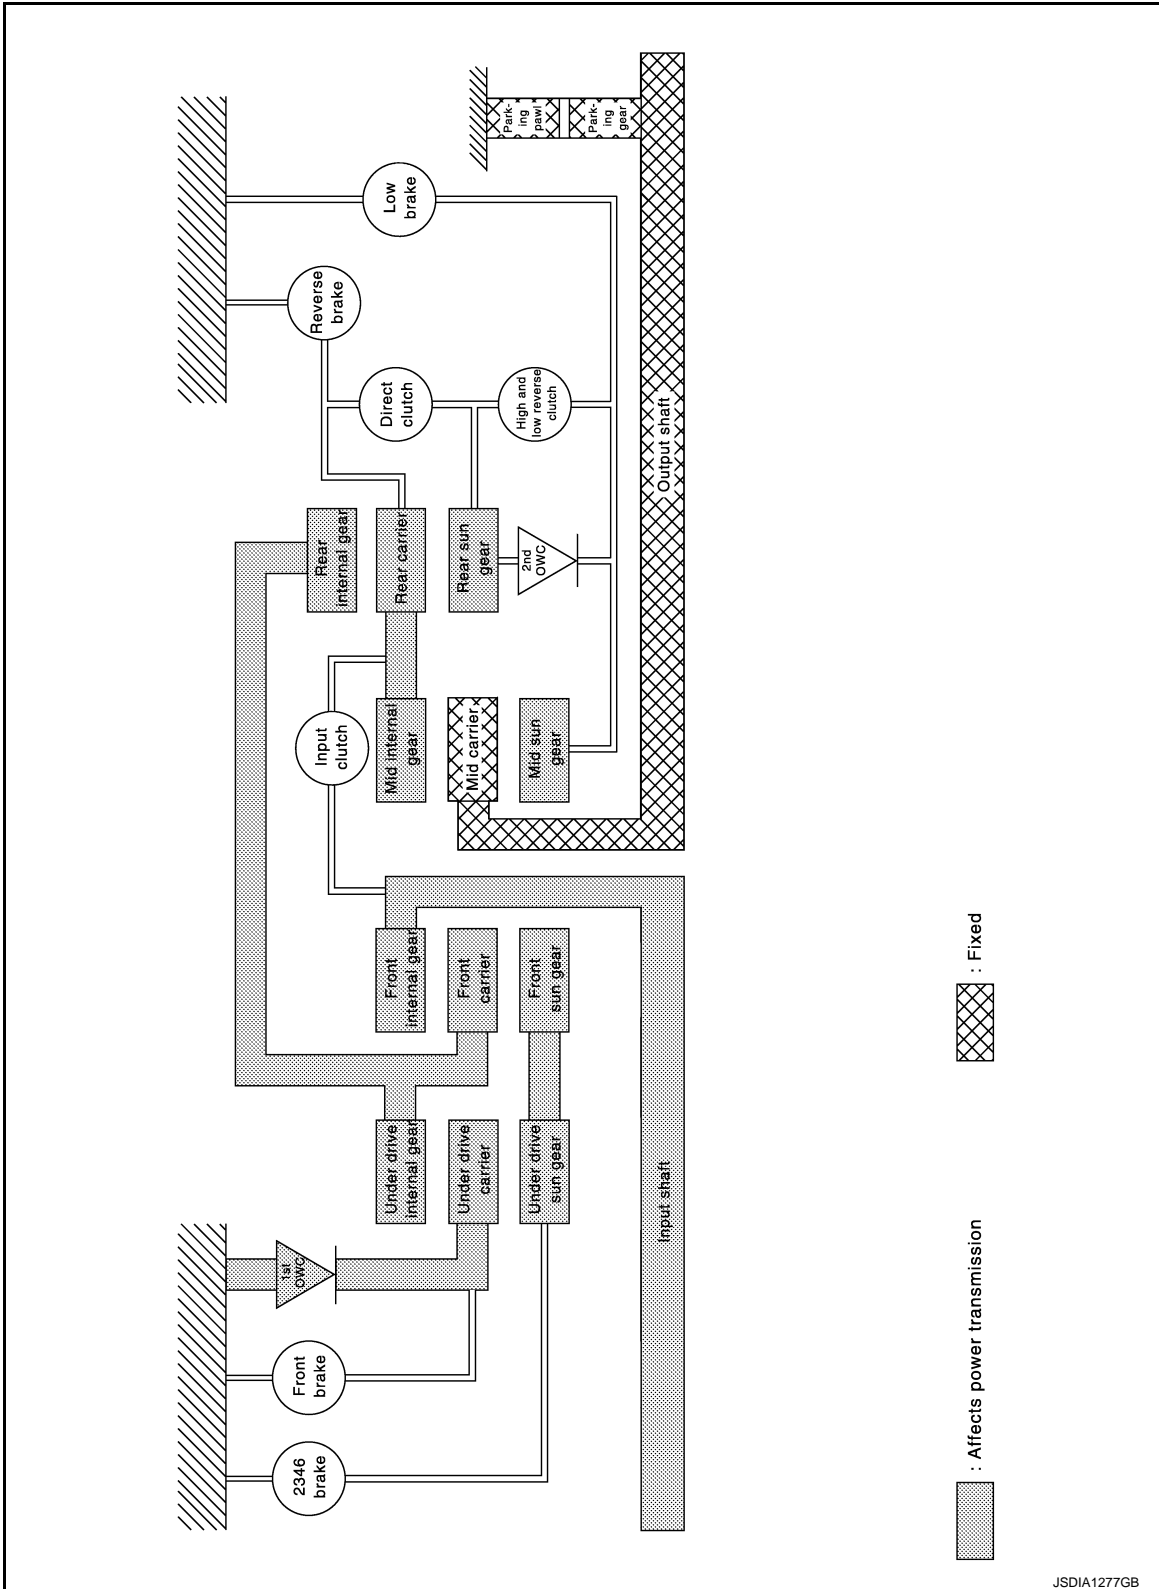 Park-
ing
pawl
Park-
ing
gear
Low
brake
Reverse
brake
Direct
clutch
High and
low reverse
clutch
Output shaft
Rear
internal gear
Rear carrier
Rear sun
gear
2nd
OWC
Input
clutch
Mid internal
gear
Mid carrier
Mid sun
gear
Front
internal gear
Front
carrier
Front
sun gear
Under drive
internal gear
Under drive
carrier
Under drive
sun gear
Input shaft
1st
OWC
Front
brake
2346
brake
: Fixed
: Affects power transmission
JSDIA1277GB